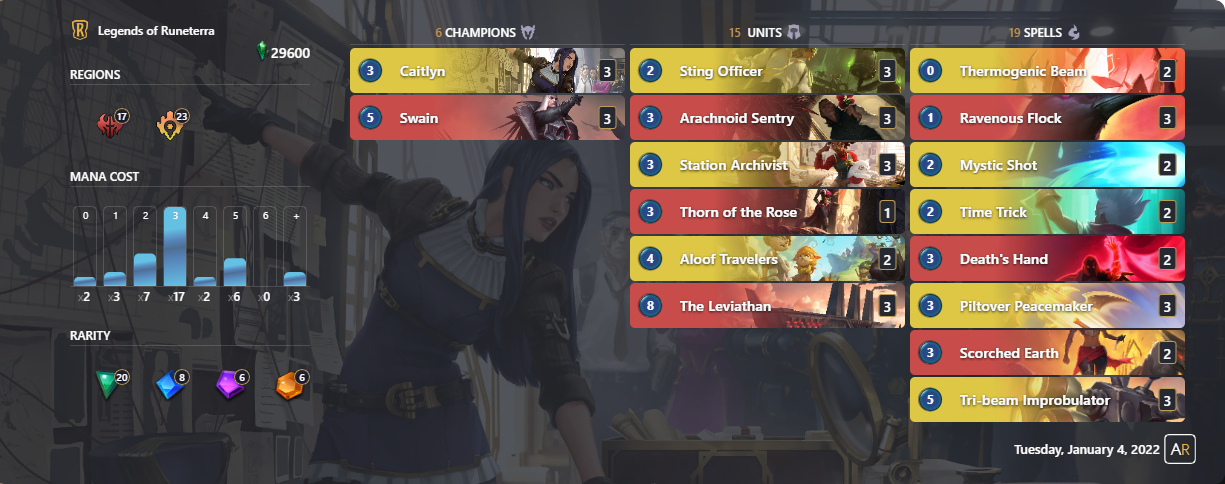 Legends of Runeterra
29600
REGIONS
17
23
MANA COST
0 1 2 3 4 5 6 +
x2 x3 x7 x17 x2 x6 x0 x3
RARITY
20 8 6 6
6 CHAMPIONS
3 Caitlyn 3
5 Swain 3
15 UNITS
2 Sting Officer 3
3 Arachnoid Sentry 3
3 Station Archivist 3
3 Thorn of the Rose 1
4 Aloof Travelers 2
8 The Leviathan 3
19 SPELLS
0 Thermogenic Beam 2
1 Ravenous Flock 3
2 Mystic Shot 2
2 Time Trick 2
3 Death's Hand 2
3 Piltover Peacemaker 3
3 Scorched Earth 2
5 Tri-beam Improbulator 3
Tuesday, January 4, 2022 AR